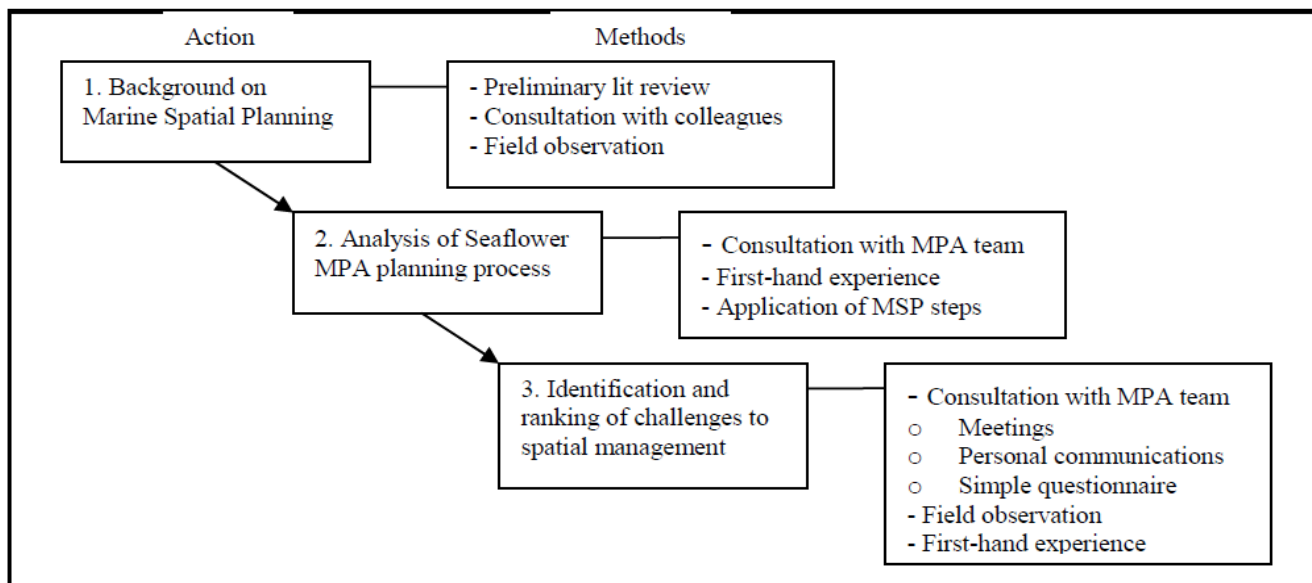 Action
Methods
1. Background on
Marine Spatial Planning
- Preliminary lit review
- Consultation with colleagues
- Field observation
2. Analysis of Seaflower
MPA planning process
- Consultation with MPA team
- First-hand experience
- Application of MSP steps
3. Identification and
ranking of challenges to
spatial management
- Consultation with MPA team
o Meetings
o Personal communications
o Simple questionnaire
- Field observation
- First-hand experience